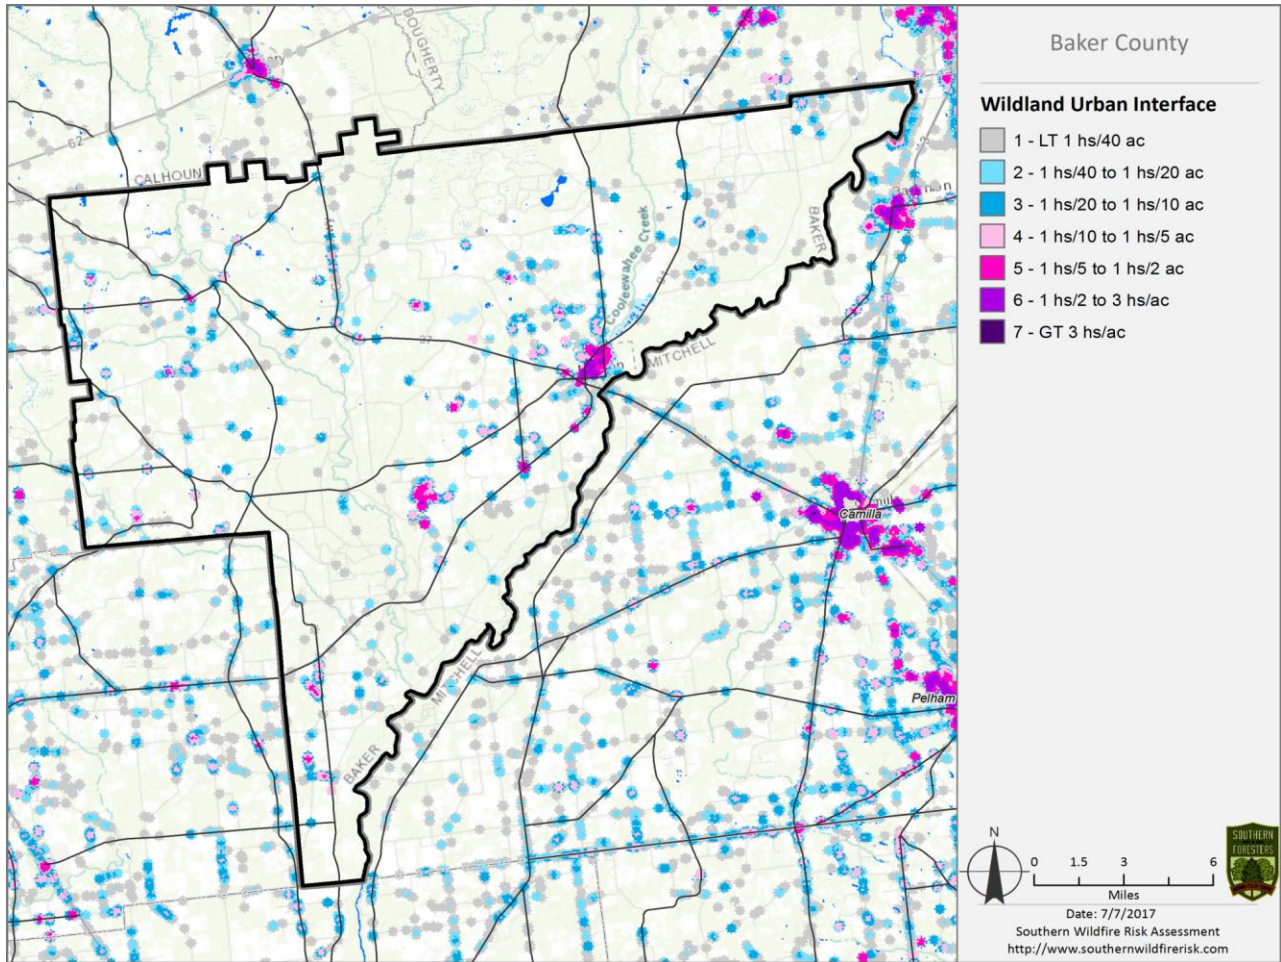 DOUGHERTY
62
CALHOUN
BAKER
Cooleewahee Creek
91
37
MITCHELL
Camilla
Pelham
MITCHELL
BAKER
Baker County
Wildland Urban Interface
1 - LT 1 hs/40 ac
2 - 1 hs/40 to 1 hs/20 ac
3 - 1 hs/20 to 1 hs/10 ac
4 - 1 hs/10 to 1 hs/5 ac
5 - 1 hs/5 to 1 hs/2 ac
6 - 1 hs/2 to 3 hs/ac
7 - GT 3 hs/ac
N
0 1.5 3 6
Miles
SOUTHERN
FORESTERS
Date: 7/7/2017
Southern Wildfire Risk Assessment
http://www.southernwildfirerisk.com